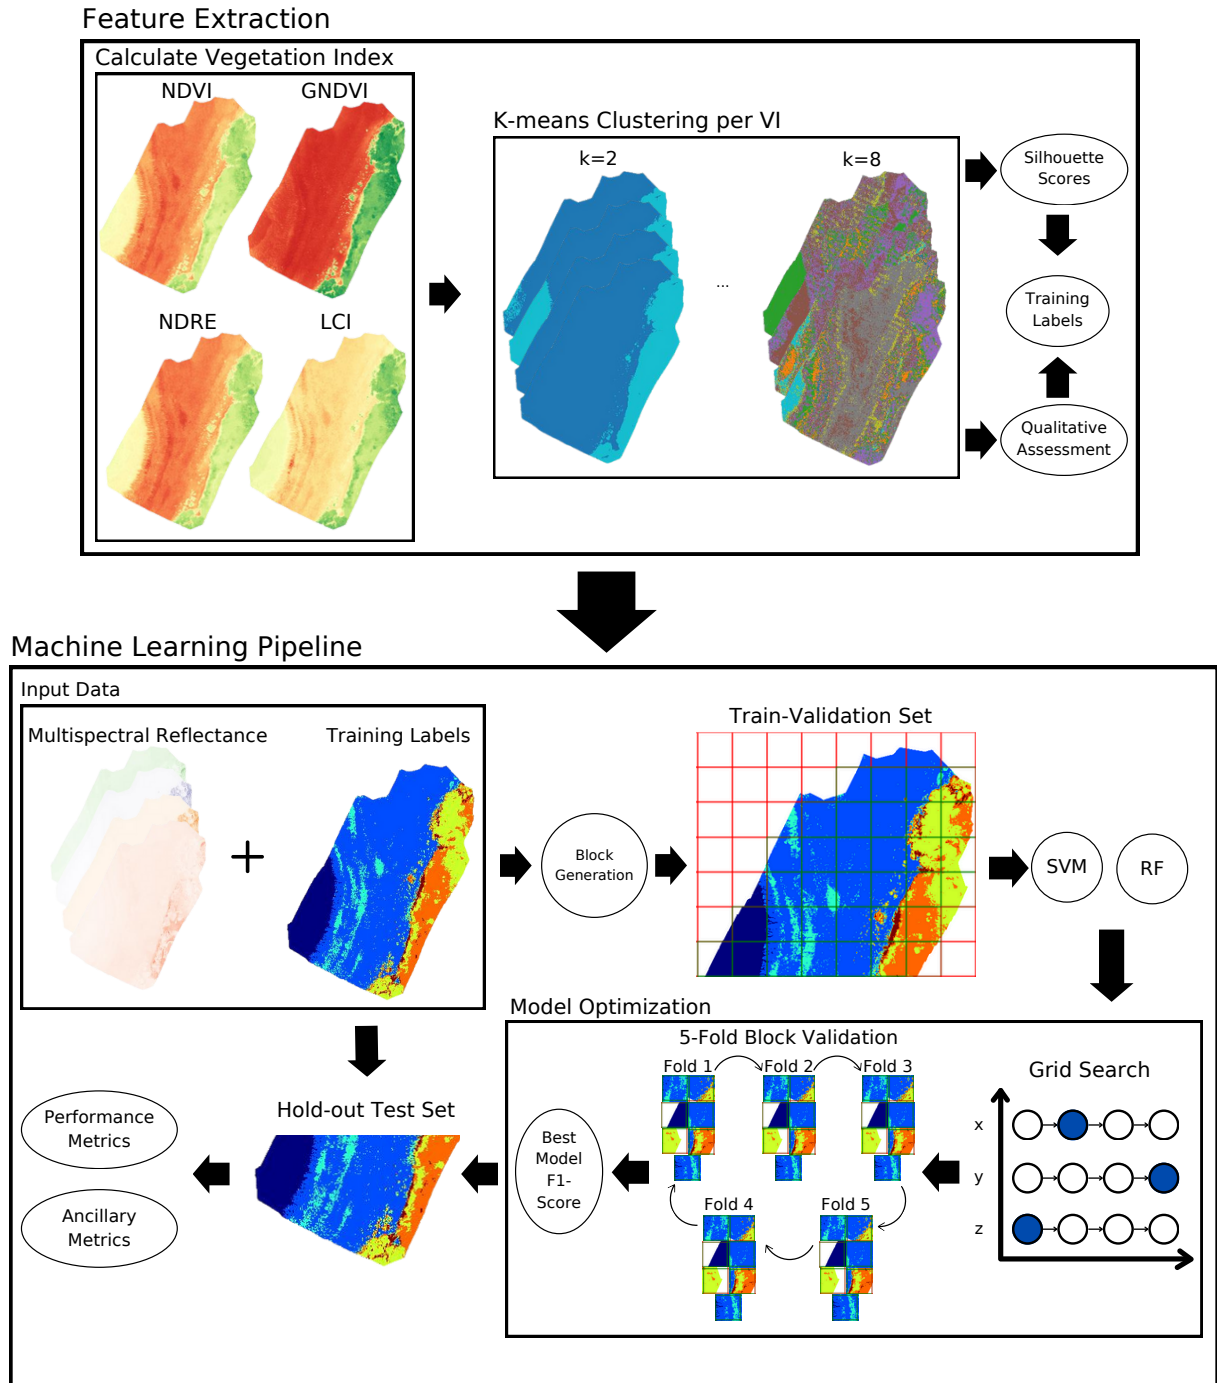 Feature Extraction
Calculate Vegetation Index
NDVI
GNDVI
NDRE
LCI
K-means Clustering per VI
k=2
...
k=8
Silhouette
Scores
Training
Labels
Qualitative
Assessment
Machine Learning Pipeline
Input Data
Multispectral Reflectance
+
Training Labels
Block
Generation
Train-Validation Set
SVM
RF
Model Optimization
5-Fold Block Validation
Fold 1
Fold 2
Fold 3
Fold 4
Fold 5
Grid Search
x
y
z
Best
Model
F1-
Score
Hold-out Test Set
Performance
Metrics
Ancillary
Metrics